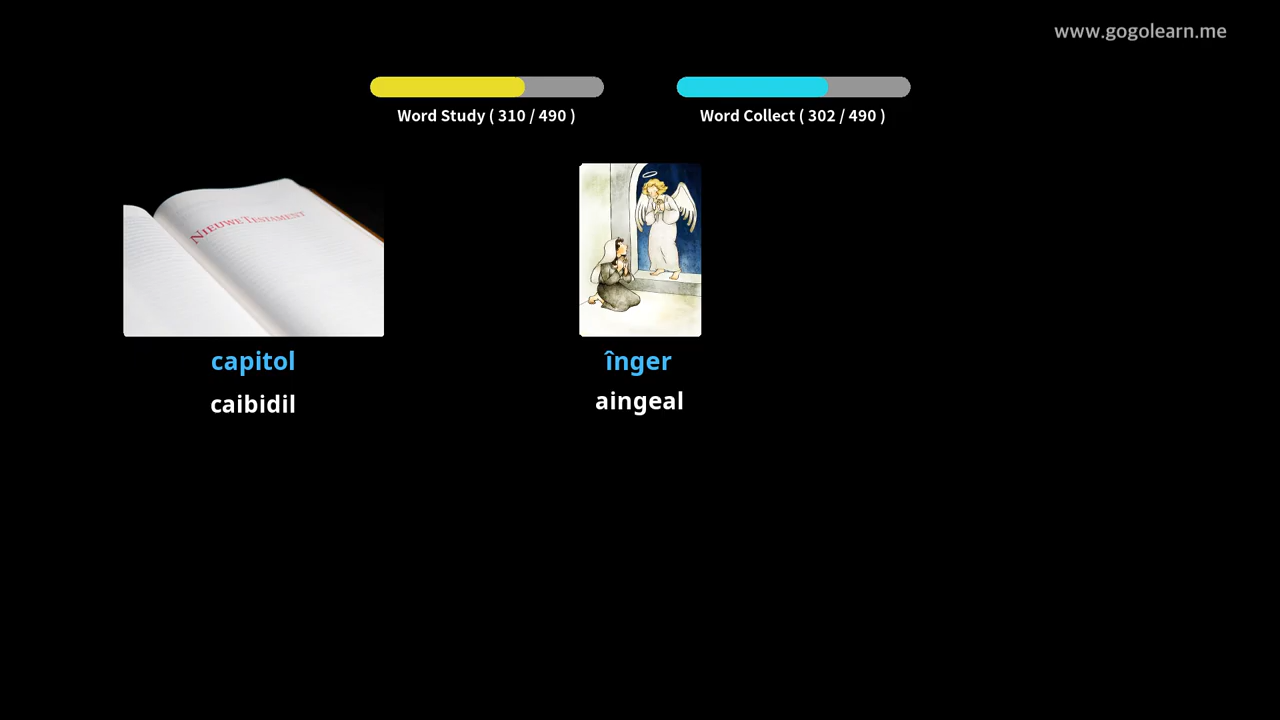 www.gogolearn.me
Word Study ( 310 / 490 )
Word Collect ( 302 / 490 )
NIEUWE TESTAMENT
capitol
înger
caibidil
aingeal